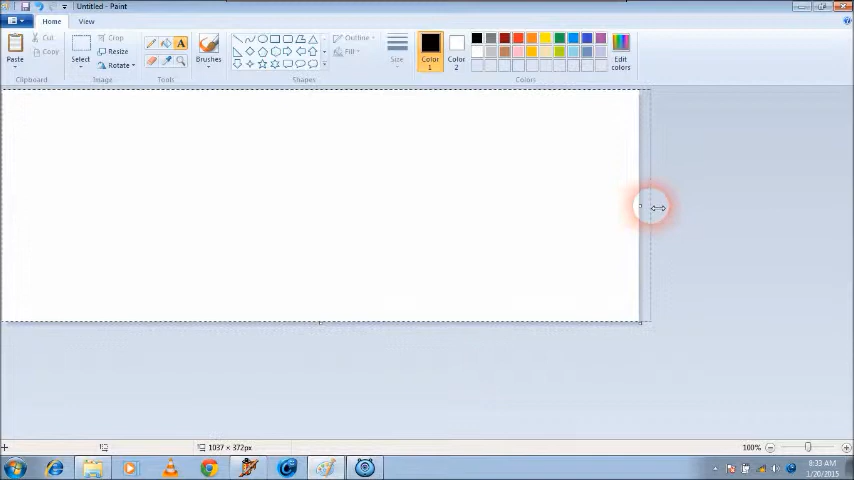 Untitled - Paint
Home View
Paste
Cut
Copy
Clipboard
Select
Crop
Resize
Rotate
Image
A
Tools
Brushes
Shapes
Outline
Fill
Size
Color 1
Color 2
Colors
Edit colors
1037 × 372px
100%
8:33 AM
1/20/2015